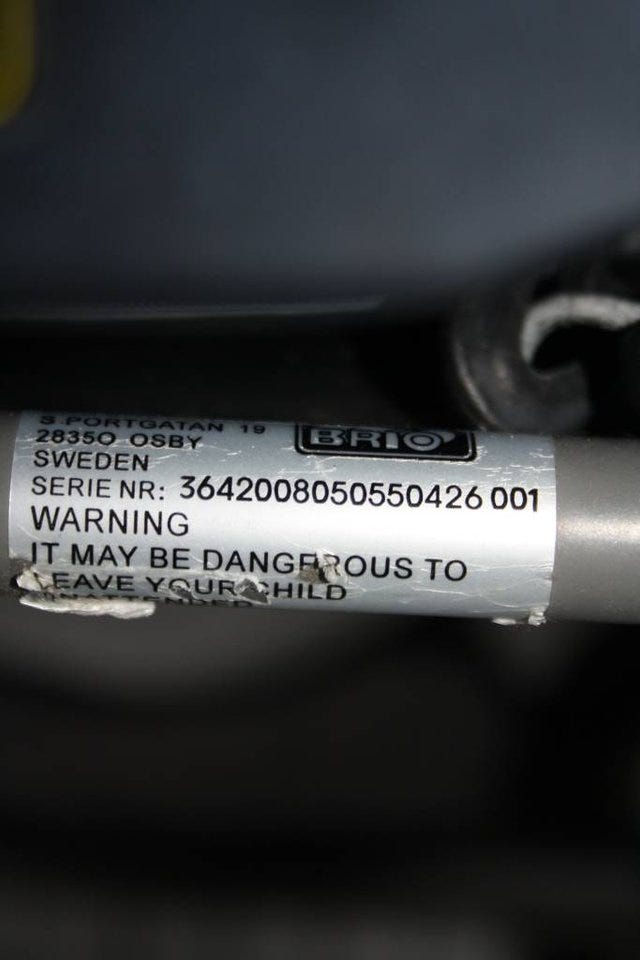 S.PORTGATAN 19
28350 OSBY
BRIO
SWEDEN
SERIE NR: 3642008050550426 001
WARNING
IT MAY BE DANGEROUS TO
LEAVE YOUR CHILD
UNATTENDED